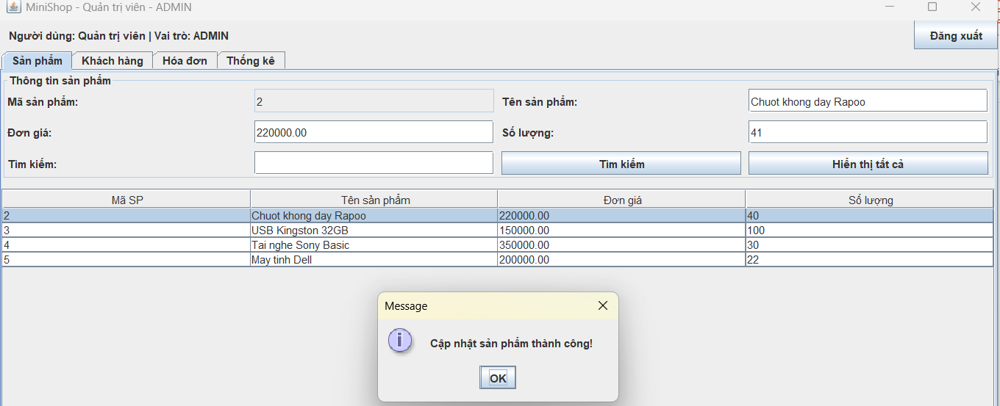 MiniShop - Quản trị viên - ADMIN
Người dùng: Quản trị viên | Vai trò: ADMIN
Đăng xuất
Sản phẩm Khách hàng Hóa đơn Thống kê
Thông tin sản phẩm
Mã sản phẩm: 2 Tên sản phẩm: Chuot khong day Rapoo
Đơn giá: 220000.00 Số lượng: 41
Tìm kiếm: Tìm kiếm Hiển thị tất cả
Mã SP Tên sản phẩm Đơn giá Số lượng
2 Chuot khong day Rapoo 220000.00 40
3 USB Kingston 32GB 150000.00 100
4 Tai nghe Sony Basic 350000.00 30
5 May tinh Dell 200000.00 22
Message
Cập nhật sản phẩm thành công!
OK